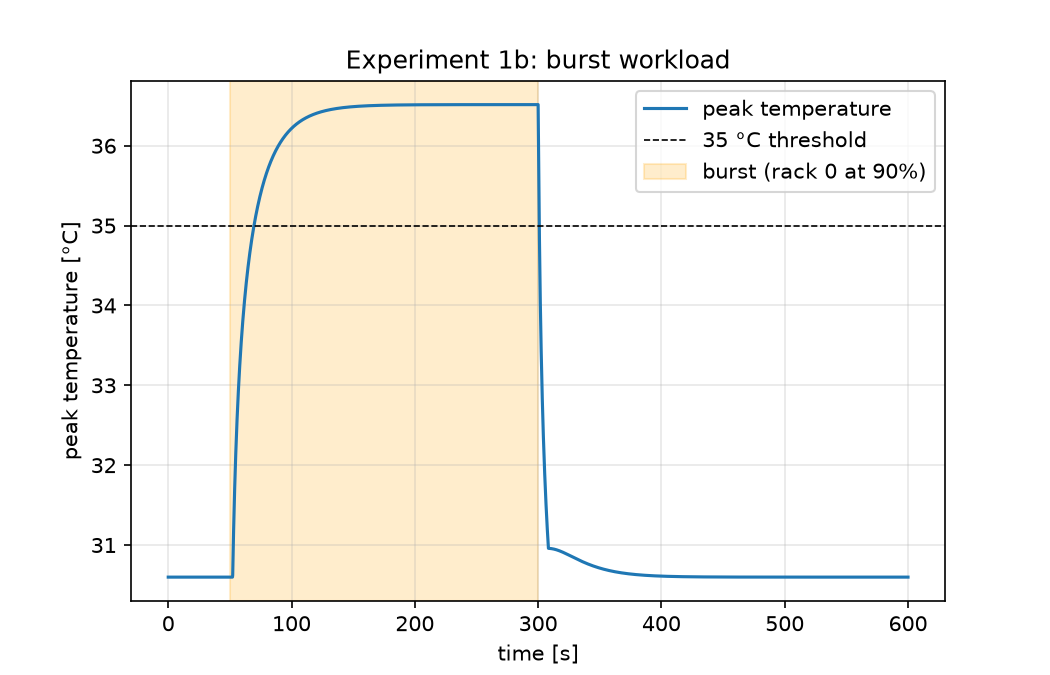 Experiment 1b: burst workload
peak temperature
35 °C threshold
burst (rack 0 at 90%)
peak temperature [°C]
36
35
34
33
32
31
0 100 200 300 400 500 600
time [s]